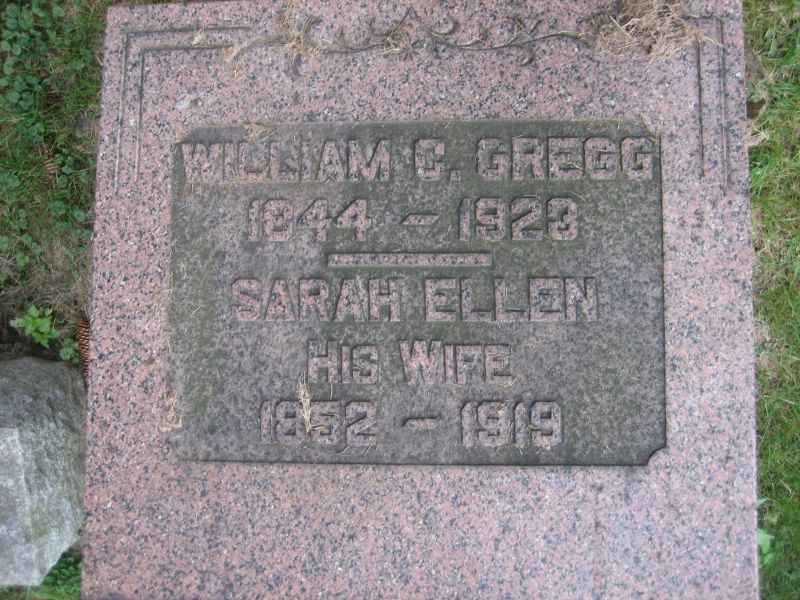 WILLIAM C. GREGG
1844 – 1923
SARAH ELLEN
HIS WIFE
1852 – 1919